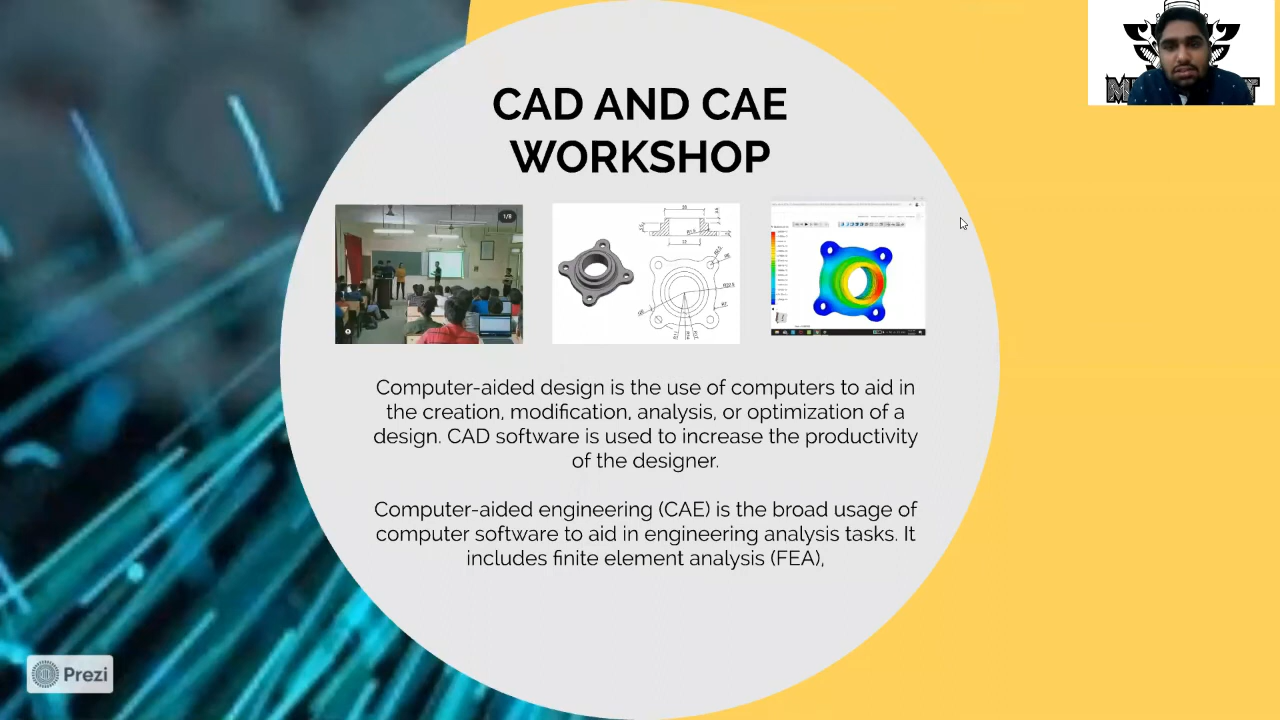 CAD AND CAE
WORKSHOP
1/8
Computer-aided design is the use of computers to aid in
the creation, modification, analysis, or optimization of a
design. CAD software is used to increase the productivity
of the designer.
Computer-aided engineering (CAE) is the broad usage of
computer software to aid in engineering analysis tasks. It
includes finite element analysis (FEA),
Prezi